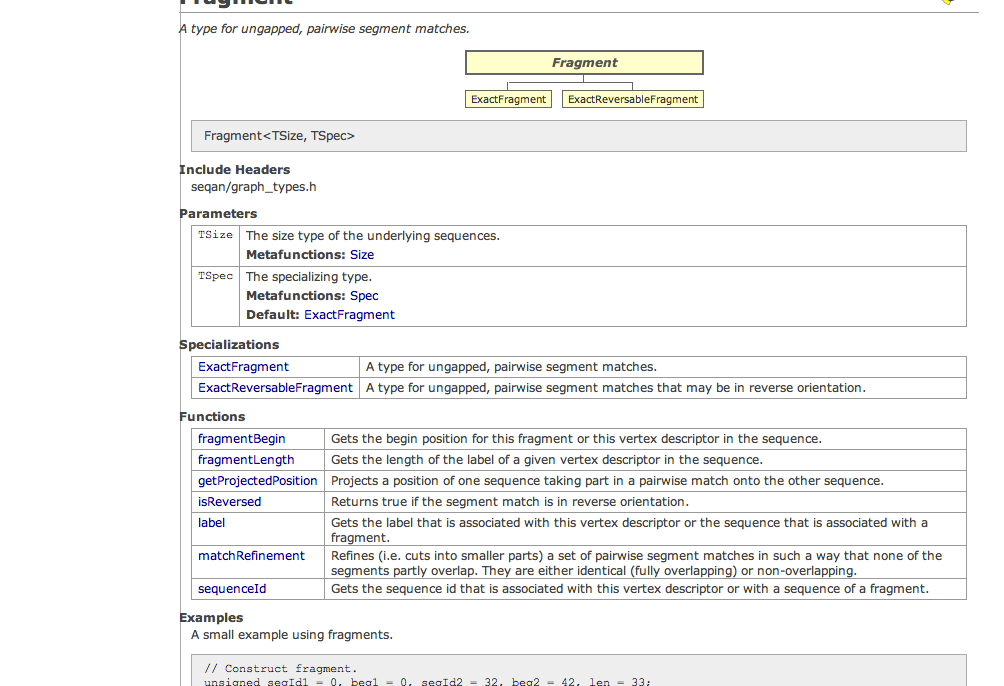 Fragment
A type for ungapped, pairwise segment matches.
Fragment
ExactFragment ExactReversableFragment
Fragment<TSize, TSpec>
Include Headers
seqan/graph_types.h
Parameters
TSize The size type of the underlying sequences.
Metafunctions: Size
TSpec The specializing type.
Metafunctions: Spec
Default: ExactFragment
Specializations
ExactFragment A type for ungapped, pairwise segment matches.
ExactReversableFragment A type for ungapped, pairwise segment matches that may be in reverse orientation.
Functions
fragmentBegin Gets the begin position for this fragment or this vertex descriptor in the sequence.
fragmentLength Gets the length of the label of a given vertex descriptor in the sequence.
getProjectedPosition Projects a position of one sequence taking part in a pairwise match onto the other sequence.
isReversed Returns true if the segment match is in reverse orientation.
label Gets the label that is associated with this vertex descriptor or the sequence that is associated with a
fragment.
matchRefinement Refines (i.e. cuts into smaller parts) a set of pairwise segment matches in such a way that none of the
segments partly overlap. They are either identical (fully overlapping) or non-overlapping.
sequenceId Gets the sequence id that is associated with this vertex descriptor or with a sequence of a fragment.
Examples
A small example using fragments.
// Construct fragment.
unsigned seqId1 = 0, beg1 = 0, seqId2 = 32, beg2 = 42, len = 33;